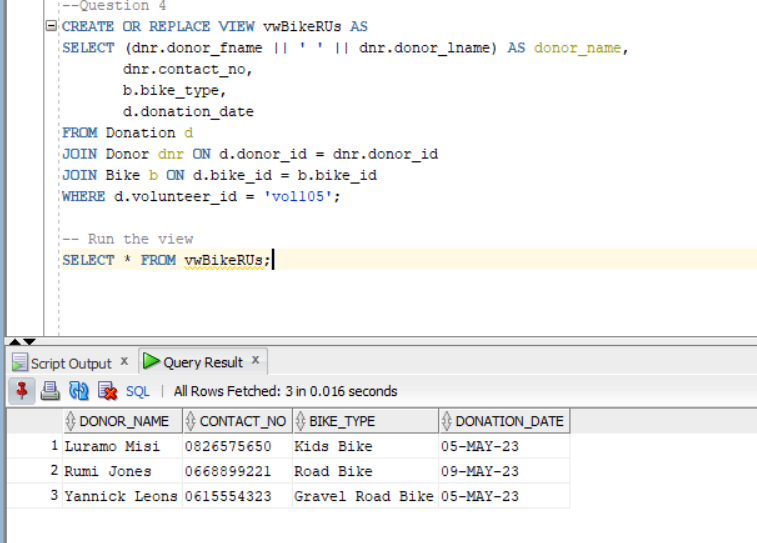 --Question 4
CREATE OR REPLACE VIEW vwBikeRUs AS
SELECT (dnr.donor_fname || ' ' || dnr.donor_lname) AS donor_name,
dnr.contact_no,
b.bike_type,
d.donation_date
FROM Donation d
JOIN Donor dnr ON d.donor_id = dnr.donor_id
JOIN Bike b ON d.bike_id = b.bike_id
WHERE d.volunteer_id = 'vol105';
-- Run the view
SELECT * FROM vwBikeRUs;
Script Output x Query Result x
SQL | All Rows Fetched: 3 in 0.016 seconds
DONOR_NAME CONTACT_NO BIKE_TYPE DONATION_DATE
1 Luramo Misi 0826575650 Kids Bike 05-MAY-23
2 Rumi Jones 0668899221 Road Bike 09-MAY-23
3 Yannick Leons 0615554323 Gravel Road Bike 05-MAY-23